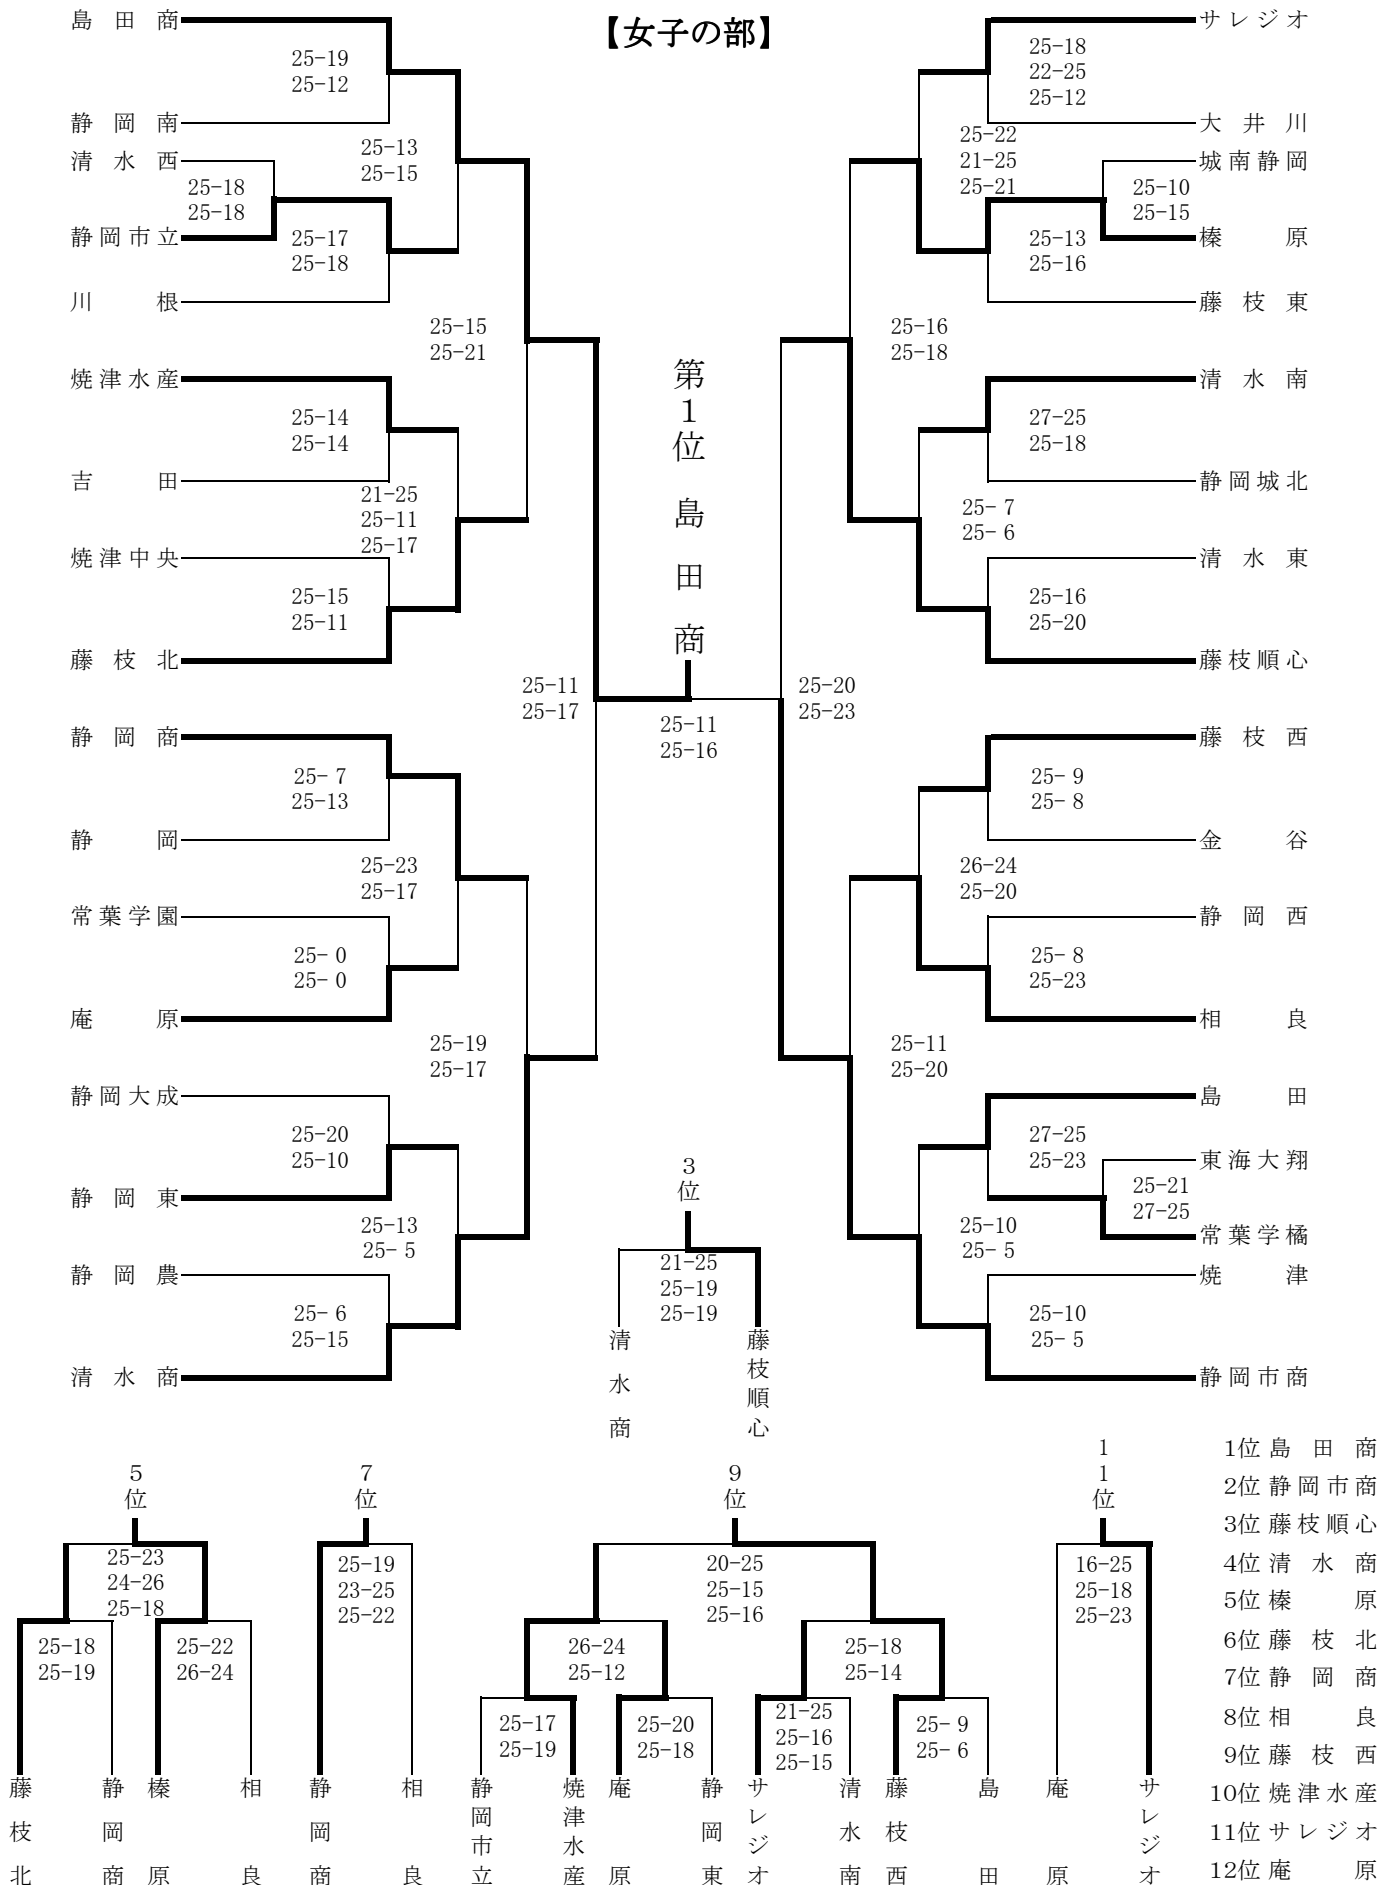 【女子の部】
島田商
25-19
25-12
静岡南
25-13
25-15
清水西
25-18
25-18
静岡市立
25-17
25-18
川根
25-15
25-21
焼津水産
25-14
25-14
吉田
21-25
25-11
25-17
焼津中央
25-15
25-11
藤枝北
25-11
25-17
静岡商
25- 7
25-13
静岡
25-23
25-17
常葉学園
25- 0
25- 0
庵原
25-19
25-17
静岡大成
25-20
25-10
静岡東
25-13
25- 5
静岡農
25- 6
25-15
清水商
第1位 島田商
25-11
25-16
サレジオ
25-18
22-25
25-12
大井川
25-22
21-25
25-21
城南静岡
25-10
25-15
榛原
25-13
25-16
藤枝東
25-16
25-18
清水南
27-25
25-18
静岡城北
25- 7
25- 6
清水東
25-16
25-20
藤枝順心
25-20
25-23
藤枝西
25- 9
25- 8
金谷
26-24
25-20
静岡西
25- 8
25-23
相良
25-11
25-20
島田
27-25
25-23
東海大翔
25-21
27-25
常葉学橘
25-10
25- 5
焼津
25-10
25- 5
静岡市商
3位
21-25
25-19
25-19
清水商
藤枝順心
5位
25-23
24-26
25-18
25-18
25-19
25-22
26-24
藤枝北
静岡商
榛原
相良
7位
25-19
23-25
25-22
静岡商
相良
9位
20-25
25-15
25-16
26-24
25-12
25-18
25-14
25-17
25-19
25-20
25-18
21-25
25-16
25-15
25- 9
25- 6
静岡市立
焼津水産
庵原
静岡東
サレジオ
清水南
藤枝西
島田
11位
16-25
25-18
25-23
庵原
サレジオ
1位 島田商
2位 静岡市商
3位 藤枝順心
4位 清水商
5位 榛原
6位 藤枝北
7位 静岡商
8位 相良
9位 藤枝西
10位 焼津水産
11位 サレジオ
12位 庵原